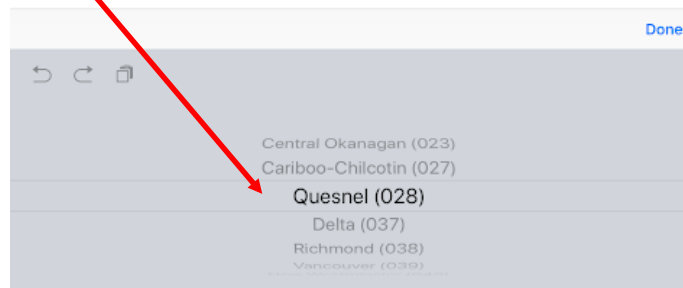 Done
Central Okanagan (023)
Cariboo-Chilcotin (027)
Quesnel (028)
Delta (037)
Richmond (038)
Vancouver (039)